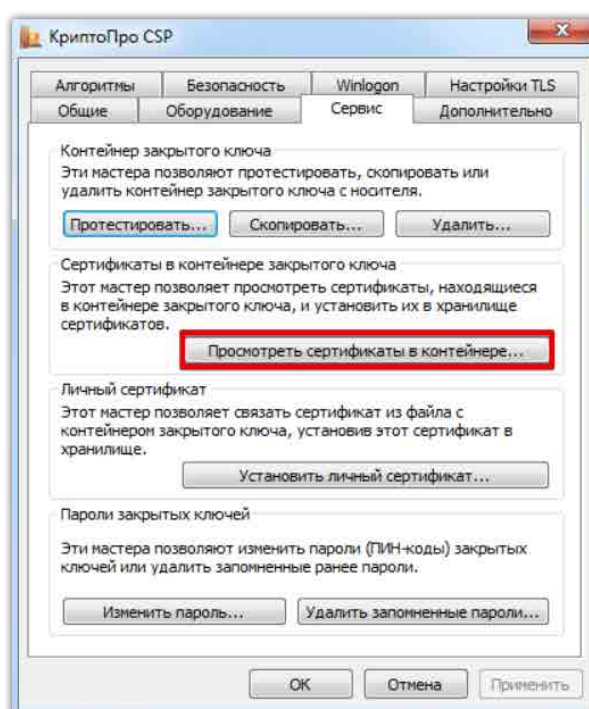 КриптоПро CSP
Алгоритмы Безопасность Winlogon Настройки TLS
Общие Оборудование Сервис Дополнительно
Контейнер закрытого ключа
Эти мастера позволяют протестировать, скопировать или
удалить контейнер закрытого ключа с носителя.
Протестировать... Скопировать... Удалить...
Сертификаты в контейнере закрытого ключа
Этот мастер позволяет просмотреть сертификаты, находящиеся
в контейнере закрытого ключа, и установить их в хранилище
сертификатов.
Просмотреть сертификаты в контейнере...
Личный сертификат
Этот мастер позволяет связать сертификат из файла с
контейнером закрытого ключа, установив этот сертификат в
хранилище.
Установить личный сертификат...
Пароли закрытых ключей
Эти мастера позволяют изменить пароли (ПИН-коды) закрытых
ключей или удалить запомненные ранее пароли.
Изменить пароль... Удалить запомненные пароли...
ОК Отмена Применить